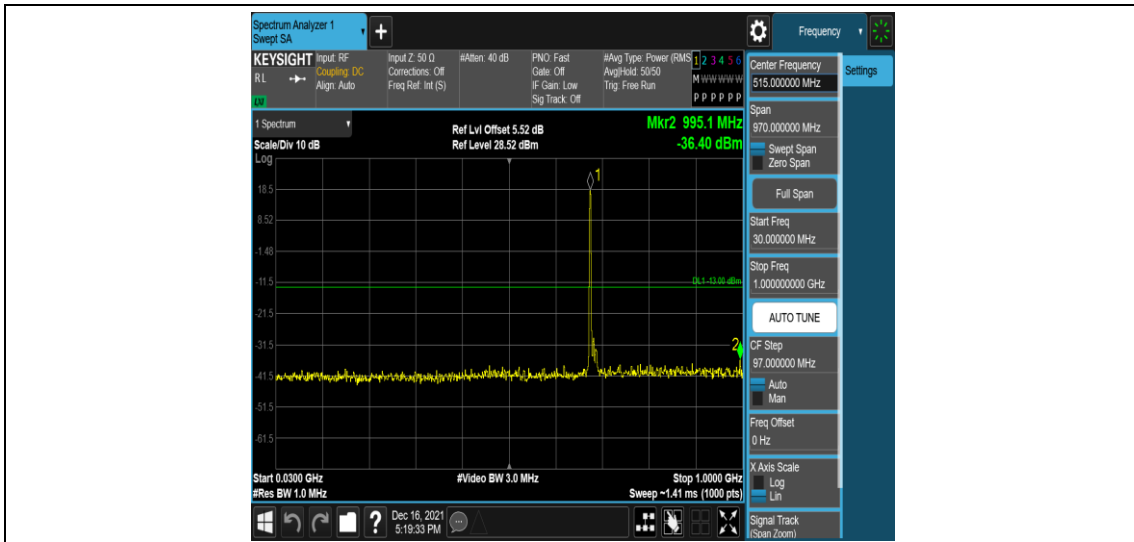 Spectrum Analyzer 1
Swept SA
+
Frequency
KEYSIGHT
RL
LXI
Input: RF
Coupling: DC
Align: Auto
Input Z: 50 Ω
Corrections: Off
Freq Ref: Int (S)
#Atten: 40 dB
PNO: Fast
Gate: Off
IF Gain: Low
Sig Track: Off
#Avg Type: Power (RMS
Avg|Hold: 50/50
Trig: Free Run
1 2 3 4 5 6
M W W W W W
P P P P P P
Center Frequency
515.000000 MHz
Settings
1 Spectrum
Scale/Div 10 dB
Log
Ref Lvl Offset 5.52 dB
Ref Level 28.52 dBm
Mkr2 995.1 MHz
-36.40 dBm
18.5
8.52
-1.48
-11.5
-21.5
-31.5
-41.5
-51.5
-61.5
1
DL1 -13.00 dBm
2
Start 0.0300 GHz
#Res BW 1.0 MHz
#Video BW 3.0 MHz
Stop 1.0000 GHz
Sweep ~1.41 ms (1000 pts)
Span
970.000000 MHz
Swept Span
Zero Span
Full Span
Start Freq
30.000000 MHz
Stop Freq
1.000000000 GHz
AUTO TUNE
CF Step
97.000000 MHz
Auto
Man
Freq Offset
0 Hz
X Axis Scale
Log
Lin
Signal Track
(Span Zoom)
?
Dec 16, 2021
5:19:33 PM